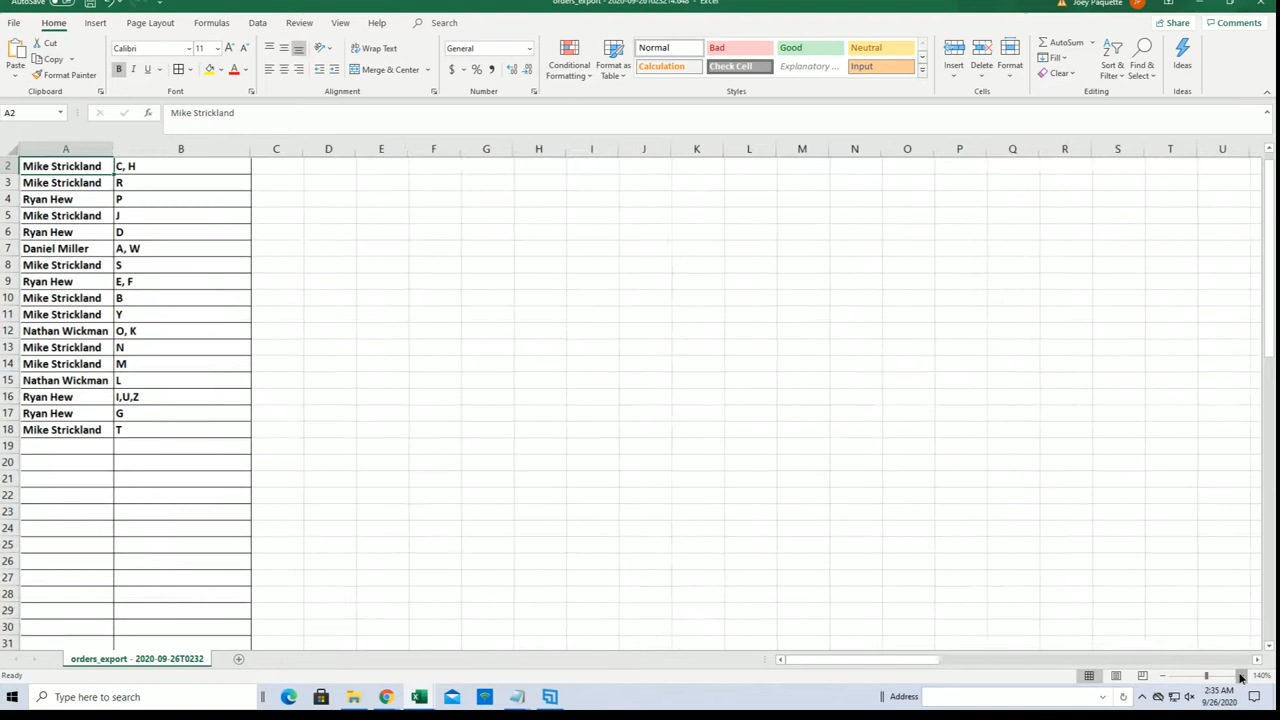 AutoSave
orders_export - 2020-09-26T023214.648 - Excel
Joey Paquette
JP
File Home Insert Page Layout Formulas Data Review View Help Search
Share Comments
Paste
Cut
Copy
Format Painter
Clipboard
Calibri 11
B I U
Font
Wrap Text
Merge & Center
Alignment
General
$ % ,
Number
Conditional Formatting
Format as Table
Normal Bad Good Neutral
Calculation Check Cell Explanatory ... Input
Styles
Insert Delete Format
Cells
AutoSum
Fill
Clear
Sort & Filter
Find & Select
Editing
Ideas
Ideas
A2 fx Mike Strickland
A B C D E F G H I J K L M N O P Q R S T U
2 Mike Strickland C, H
3 Mike Strickland R
4 Ryan Hew P
5 Mike Strickland J
6 Ryan Hew D
7 Daniel Miller A, W
8 Mike Strickland S
9 Ryan Hew E, F
10 Mike Strickland B
11 Mike Strickland Y
12 Nathan Wickman O, K
13 Mike Strickland N
14 Mike Strickland M
15 Nathan Wickman L
16 Ryan Hew I,U,Z
17 Ryan Hew G
18 Mike Strickland T
19
20
21
22
23
24
25
26
27
28
29
30
31
orders_export - 2020-09-26T0232
Ready
140%
Type here to search
Address
2:35 AM
9/26/2020